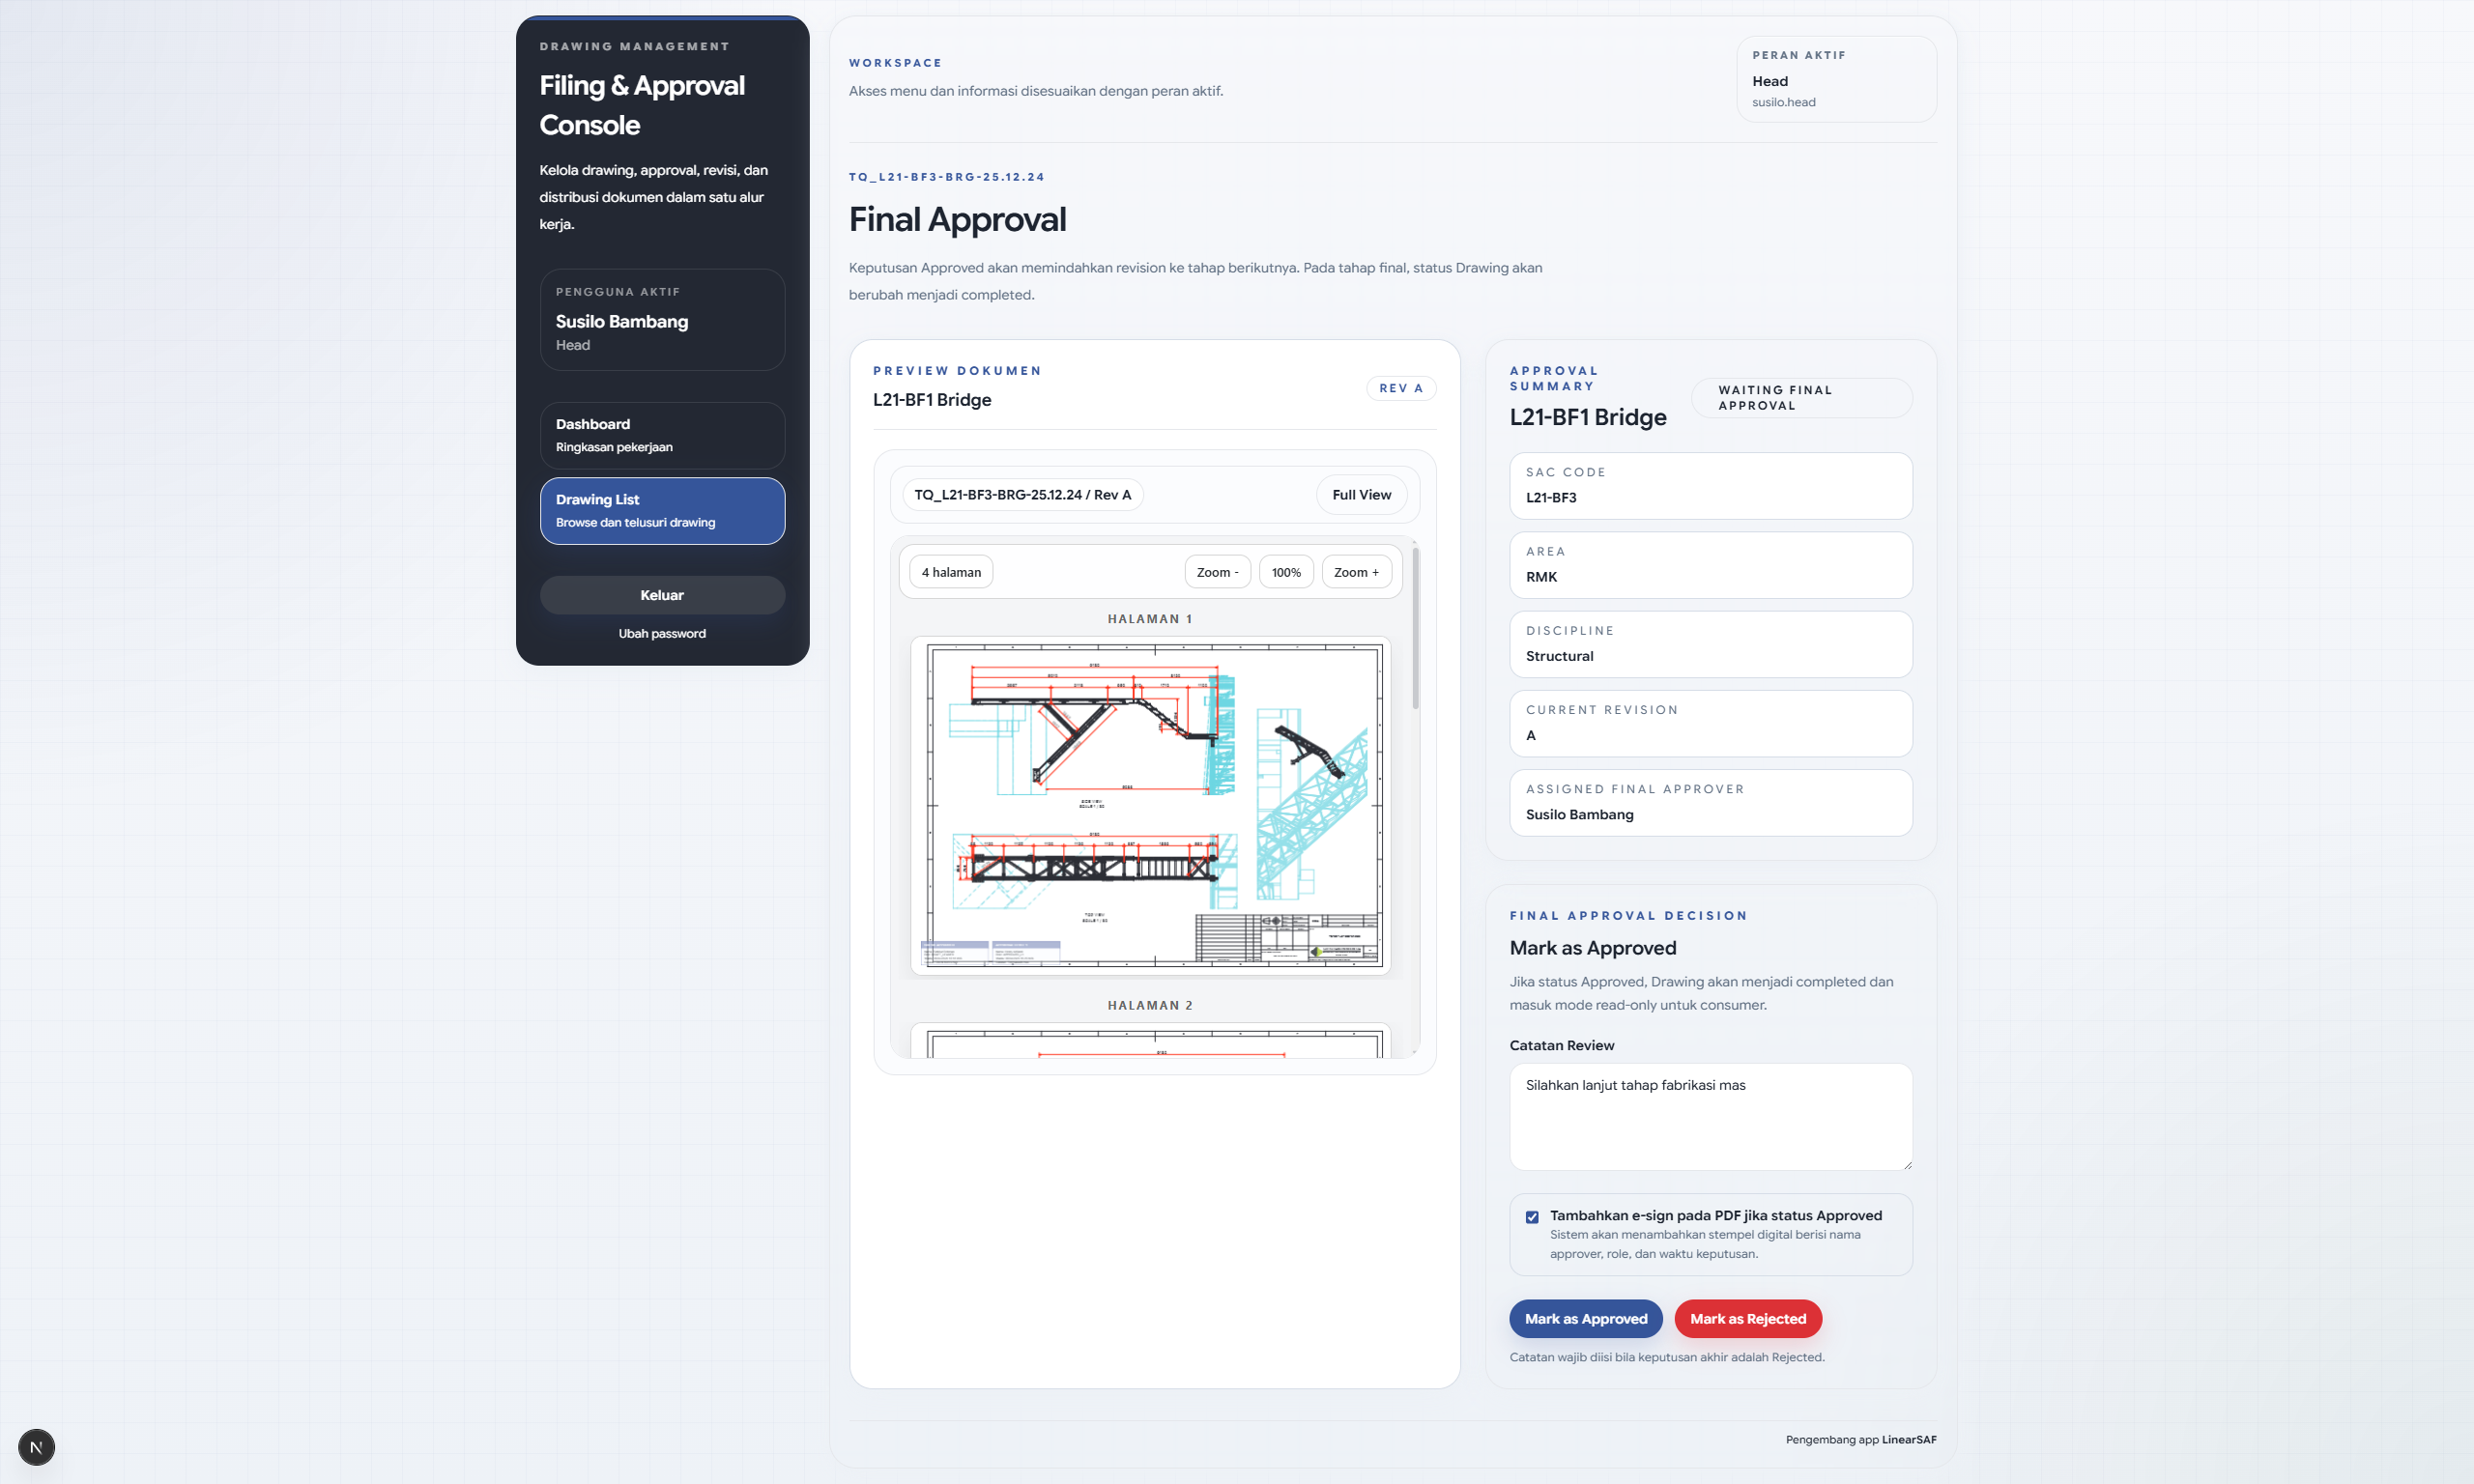 DRAWING MANAGEMENT
Filing & Approval
Console
Kelola drawing, approval, revisi, dan
distribusi dokumen dalam satu alur
kerja.
PENGGUNA AKTIF
Susilo Bambang
Head
Dashboard
Ringkasan pekerjaan
Drawing List
Browse dan telusuri drawing
Keluar
Ubah password
WORKSPACE
Akses menu dan informasi disesuaikan dengan peran aktif.
PERAN AKTIF
Head
susilo.head
TQ_L21-BF3-BRG-25.12.24
Final Approval
Keputusan Approved akan memindahkan revision ke tahap berikutnya. Pada tahap final, status Drawing akan
berubah menjadi completed.
PREVIEW DOKUMEN
L21-BF1 Bridge
REV A
TQ_L21-BF3-BRG-25.12.24 / Rev A
Full View
4 halaman
Zoom -
100%
Zoom +
HALAMAN 1
SIDE VIEW
TOP VIEW
HALAMAN 2
APPROVAL
SUMMARY
L21-BF1 Bridge
WAITING FINAL
APPROVAL
SAC CODE
L21-BF3
AREA
RMK
DISCIPLINE
Structural
CURRENT REVISION
A
ASSIGNED FINAL APPROVER
Susilo Bambang
FINAL APPROVAL DECISION
Mark as Approved
Jika status Approved, Drawing akan menjadi completed dan
masuk mode read-only untuk consumer.
Catatan Review
Silahkan lanjut tahap fabrikasi mas
Tambahkan e-sign pada PDF jika status Approved
Sistem akan menambahkan stempel digital berisi nama
approver, role, dan waktu keputusan.
Mark as Approved
Mark as Rejected
Catatan wajib diisi bila keputusan akhir adalah Rejected.
Pengembang app LinearSAF
N